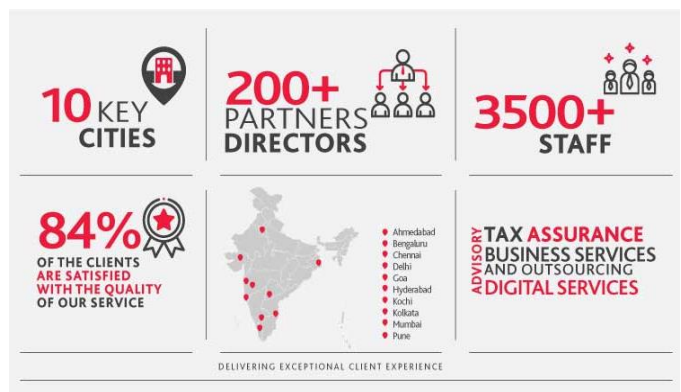 10 KEY
CITIES
200+
PARTNERS
DIRECTORS
3500+
STAFF
84%
OF THE CLIENTS
ARE SATISFIED
WITH THE QUALITY
OF OUR SERVICE
Ahmedabad
Bengaluru
Chennai
Delhi
Goa
Hyderabad
Kochi
Kolkata
Mumbai
Pune
ADVISORY
TAX ASSURANCE
BUSINESS SERVICES
AND OUTSOURCING
DIGITAL SERVICES
DELIVERING EXCEPTIONAL CLIENT EXPERIENCE